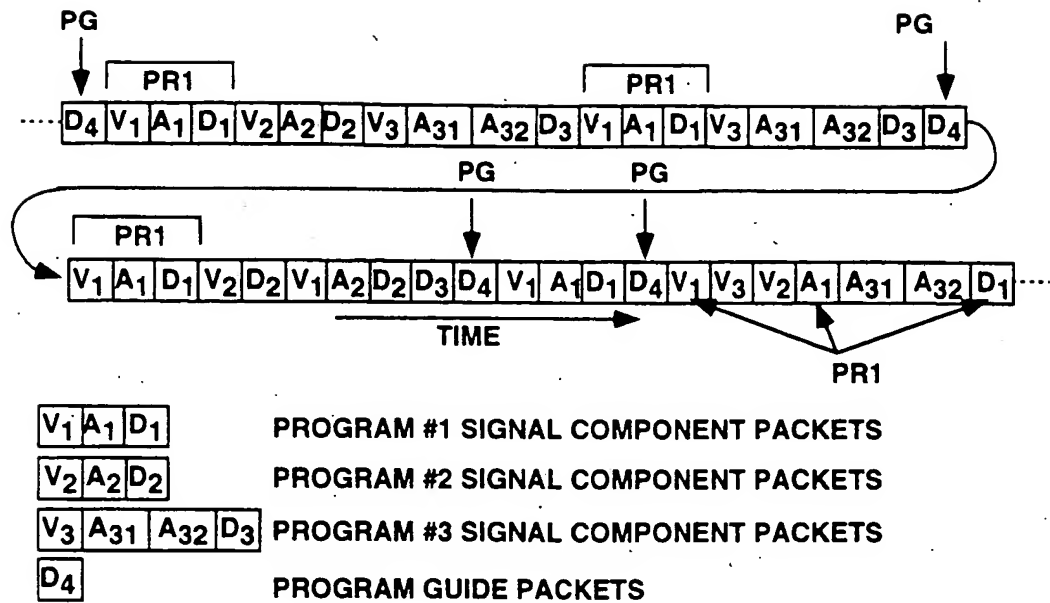 PG PG
PR1 PR1
D4 V1 A1 D1 V2 A2 D2 V3 A31 A32 D3 V1 A1 D1 V3 A31 A32 D3 D4
PG PG
PR1
V1 A1 D1 V2 D2 V1 A2 D2 D3 D4 V1 A1 D1 D4 V1 V3 V2 A1 A31 A32 D1
TIME
PR1
V1 A1 D1 PROGRAM #1 SIGNAL COMPONENT PACKETS
V2 A2 D2 PROGRAM #2 SIGNAL COMPONENT PACKETS
V3 A31 A32 D3 PROGRAM #3 SIGNAL COMPONENT PACKETS
D4 PROGRAM GUIDE PACKETS